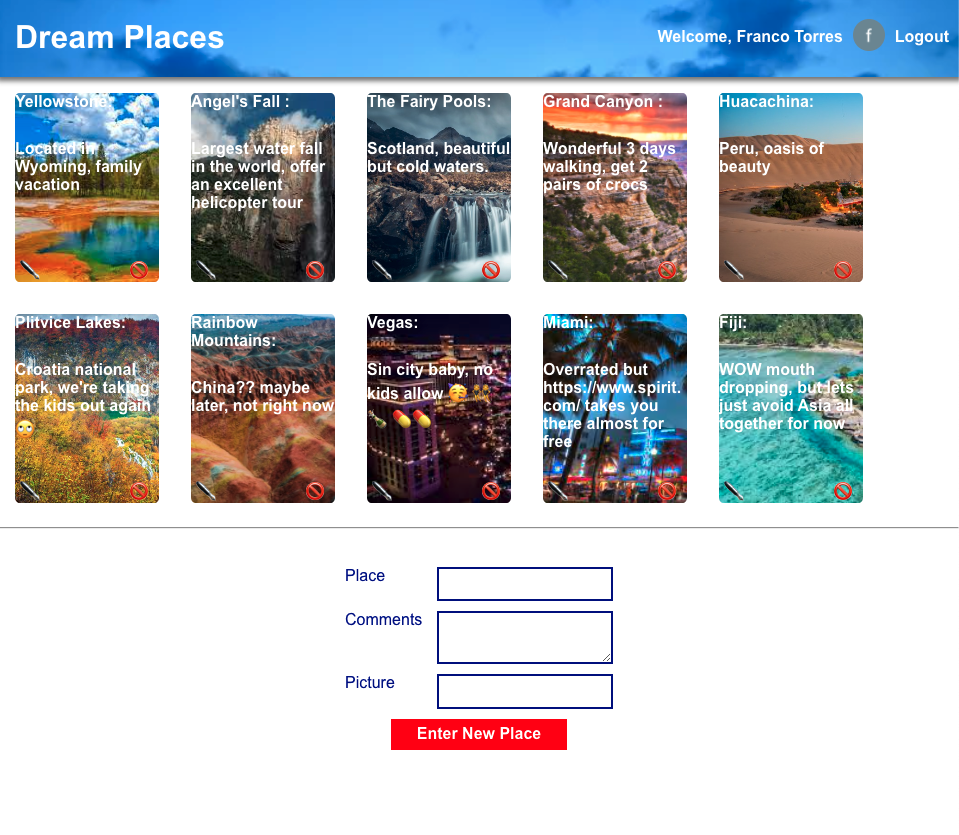 Dream Places
Welcome, Franco Torres
f
Logout
Yellowstone:
Located in
Wyoming, family
vacation
Angel's Fall :
Largest water fall
in the world, offer
an excellent
helicopter tour
The Fairy Pools:
Scotland, beautiful
but cold waters.
Grand Canyon :
Wonderful 3 days
walking, get 2
pairs of crocs
Huacachina:
Peru, oasis of
beauty
Plitvice Lakes:
Croatia national
park, we're taking
the kids out again
😳
Rainbow
Mountains:
China?? maybe
later, not right now
Vegas:
Sin city baby, no
kids allow 🥳 👯
🍾 💊 💊
Miami:
Overrated but
https://www.spirit.
com/ takes you
there almost for
free
Fiji:
WOW mouth
dropping, but lets
just avoid Asia all
together for now
Place
Comments
Picture
Enter New Place